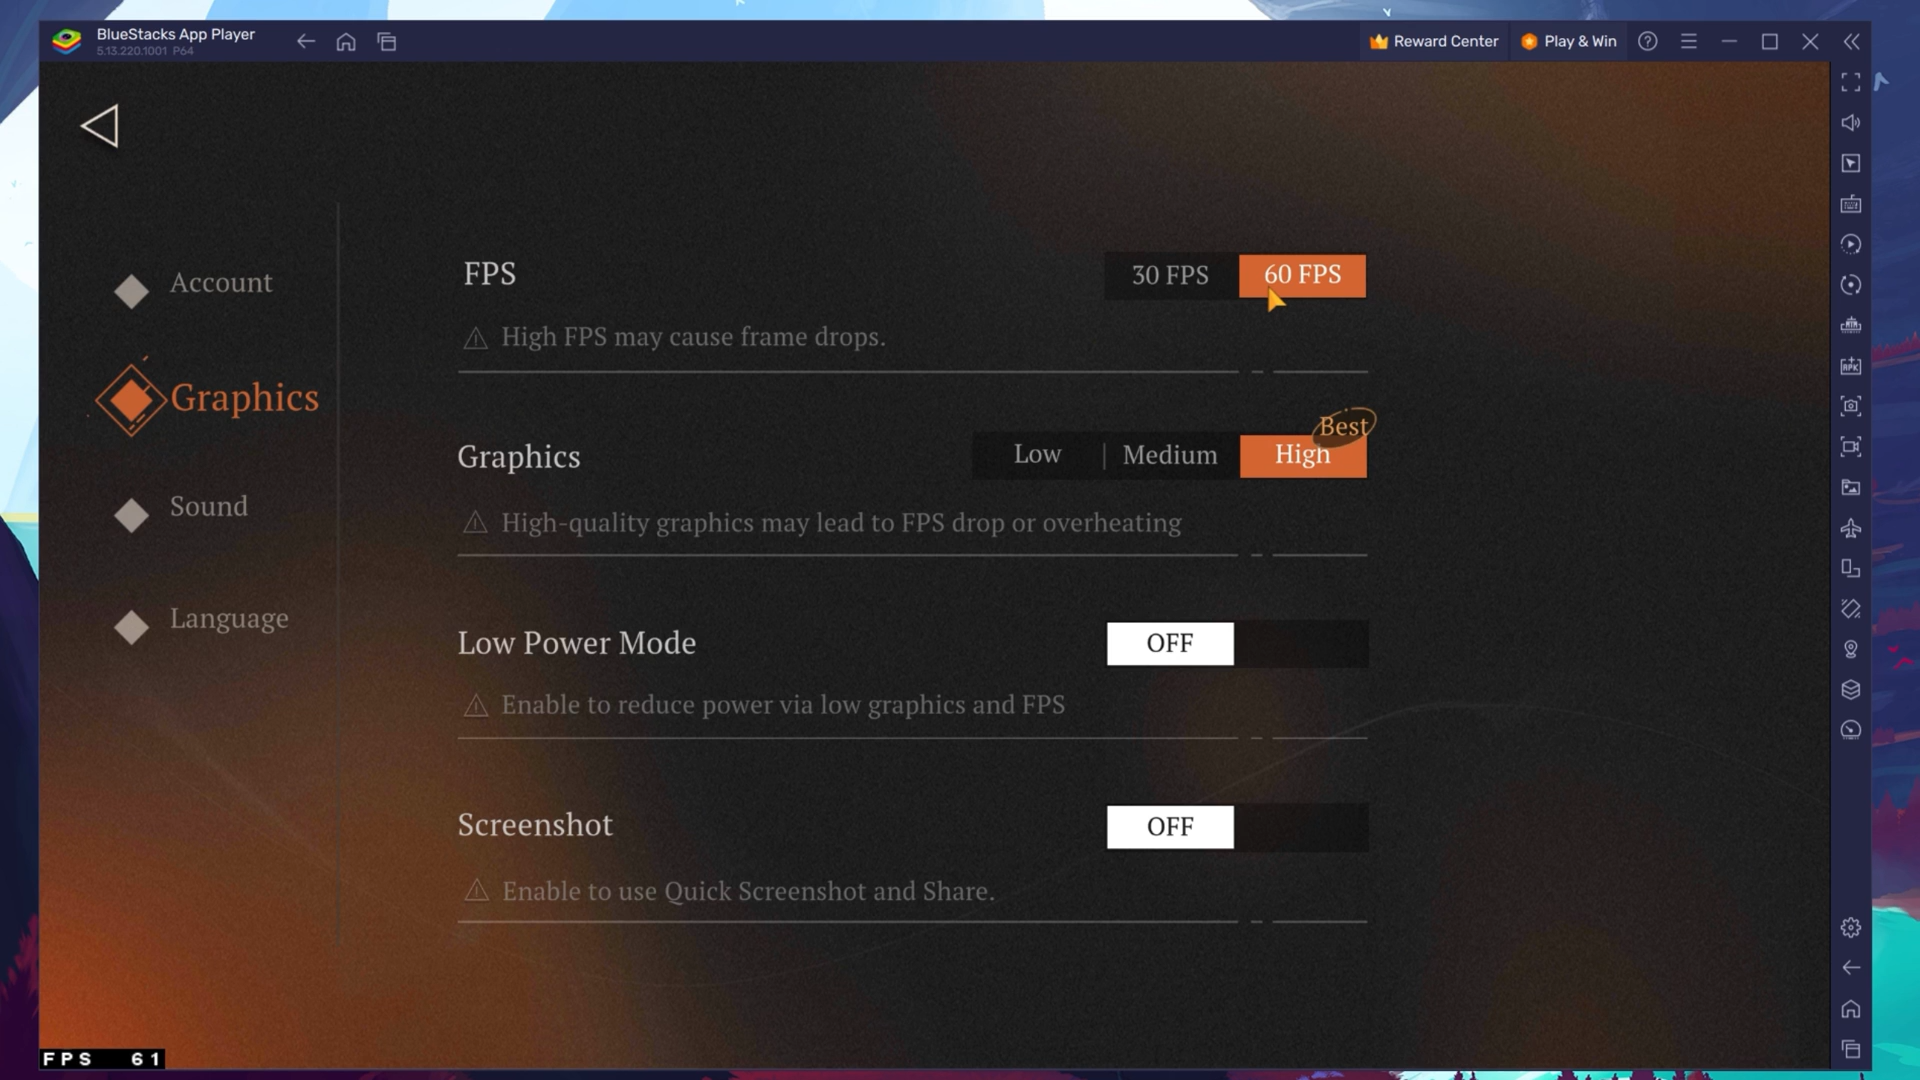 BlueStacks App Player
5.13.220.1001 P64
Reward Center
Play & Win
Account
Graphics
Sound
Language
FPS
30 FPS
60 FPS
High FPS may cause frame drops.
Graphics
Low
Medium
High
Best
High-quality graphics may lead to FPS drop or overheating
Low Power Mode
OFF
Enable to reduce power via low graphics and FPS
Screenshot
OFF
Enable to use Quick Screenshot and Share.
APK
FPS 61